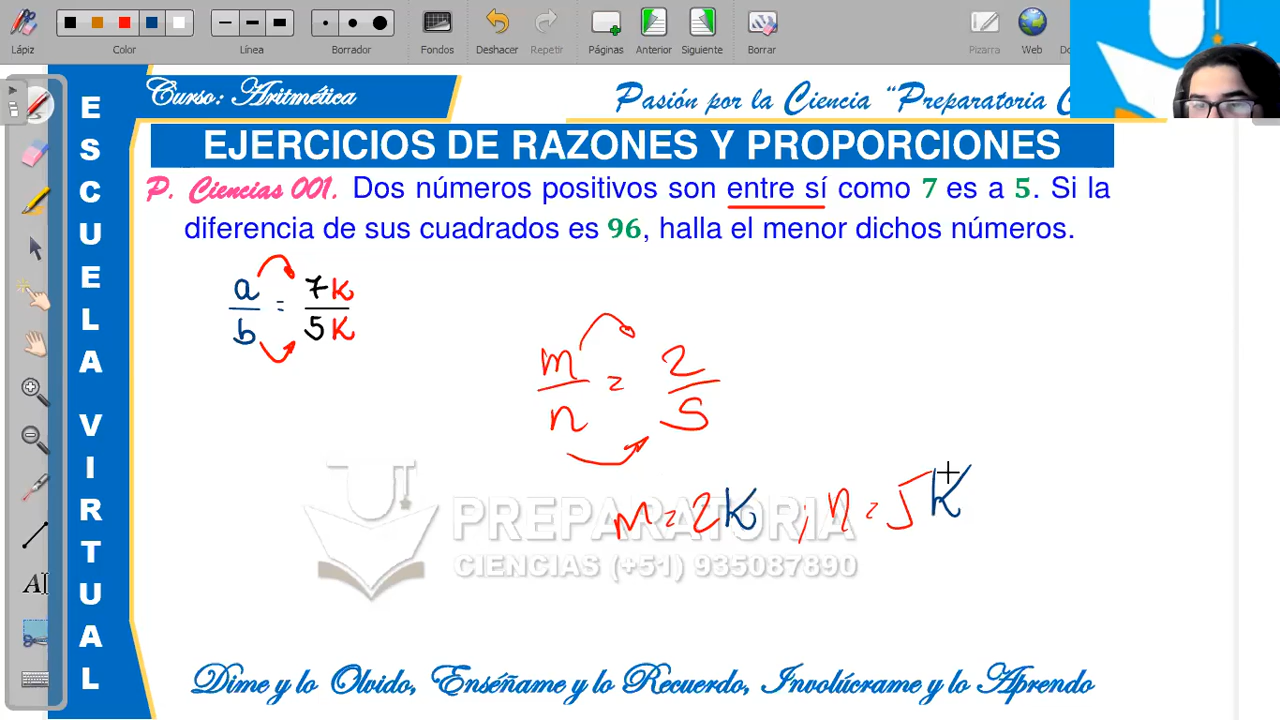 Lápiz Color Línea Borrador Fondos Deshacer Repetir Páginas Anterior Siguiente Borrar Pizarra Web
Curso: Aritmética
Pasión por la Ciencia “Preparatoria C
ESCUELA VIRTUAL
EJERCICIOS DE RAZONES Y PROPORCIONES
P. Ciencias 001. Dos números positivos son entre sí como 7 es a 5. Si la
diferencia de sus cuadrados es 96, halla el menor dichos números.
a/b = 7K/5K
m/n = 2/5
m = 2K ; n = 5K
PREPARATORIA
CIENCIAS (+51) 935087890
Dime y lo Olvido, Enséñame y lo Recuerdo, Involúcrame y lo Aprendo